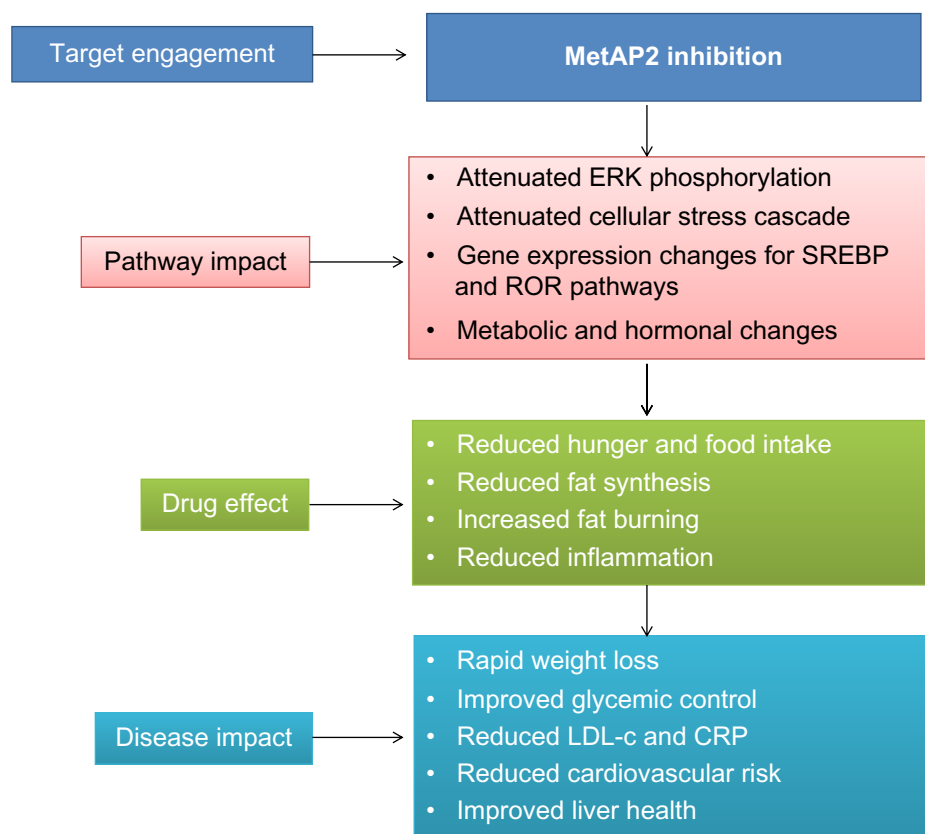 Target engagement
MetAP2 inhibition
Pathway impact
• Attenuated ERK phosphorylation
• Attenuated cellular stress cascade
• Gene expression changes for SREBP
and ROR pathways
• Metabolic and hormonal changes
Drug effect
• Reduced hunger and food intake
• Reduced fat synthesis
• Increased fat burning
• Reduced inflammation
Disease impact
• Rapid weight loss
• Improved glycemic control
• Reduced LDL-c and CRP
• Reduced cardiovascular risk
• Improved liver health